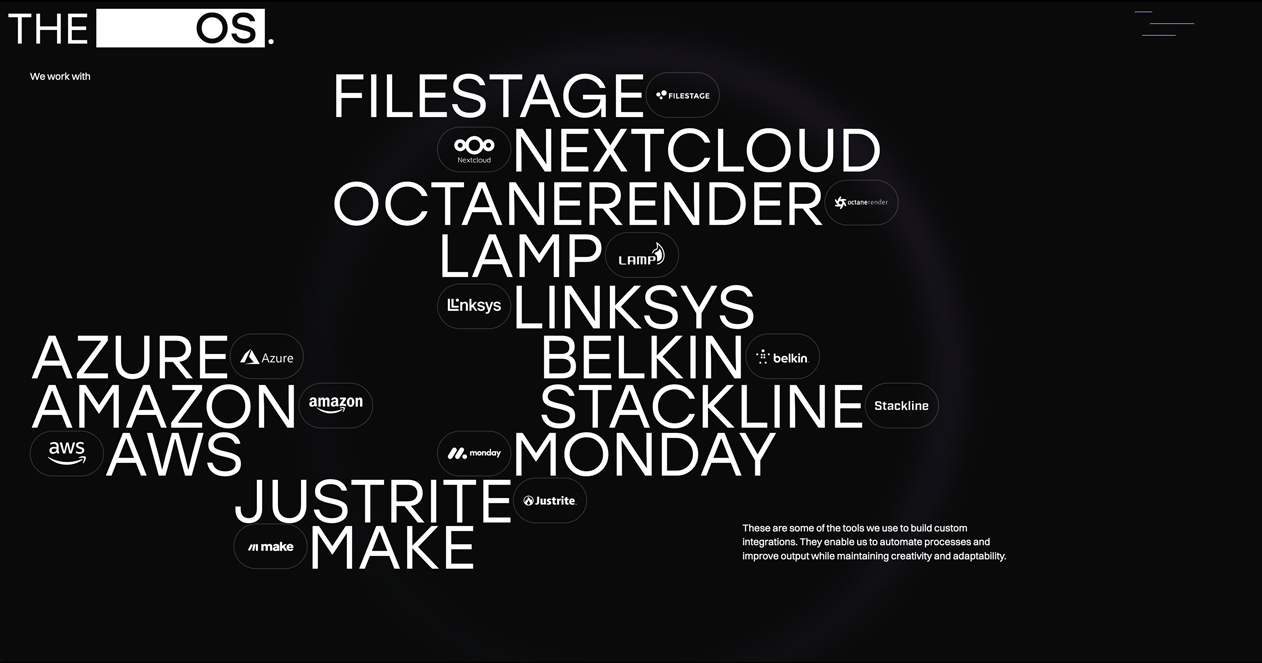 THE OS.
We work with
FILESTAGE FILESTAGE
Nextcloud NEXTCLOUD
OCTANERENDER octanerender
LAMP LAMP
Linksys LINKSYS
AZURE Azure BELKIN belkin
AMAZON amazon STACKLINE Stackline
aws AWS monday MONDAY
JUSTRITE Justrite
make MAKE
These are some of the tools we use to build custom
integrations. They enable us to automate processes and
improve output while maintaining creativity and adaptability.